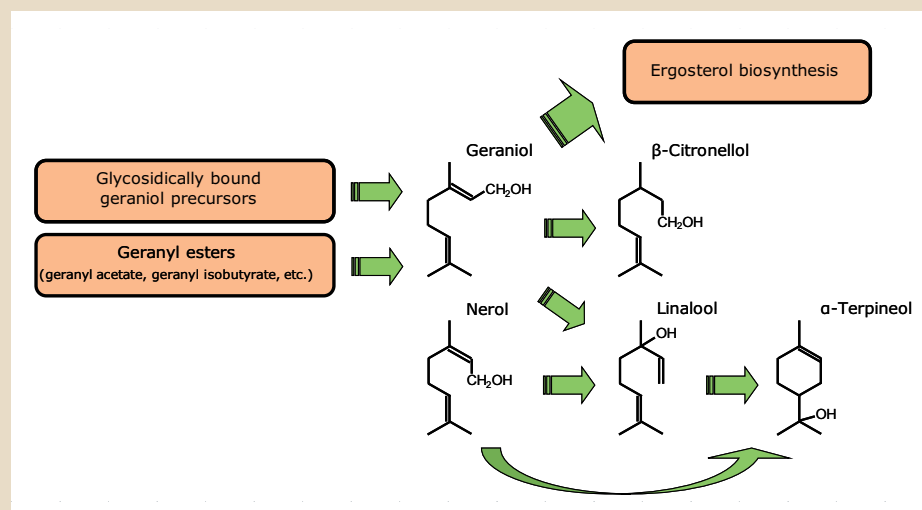 Ergosterol biosynthesis
Geraniol
β-Citronellol
Glycosidically bound
geraniol precursors
CH₂OH
CH₂OH
Geranyl esters
(geranyl acetate, geranyl isobutyrate, etc.)
Nerol
Linalool
α-Terpineol
OH
CH₂OH
OH